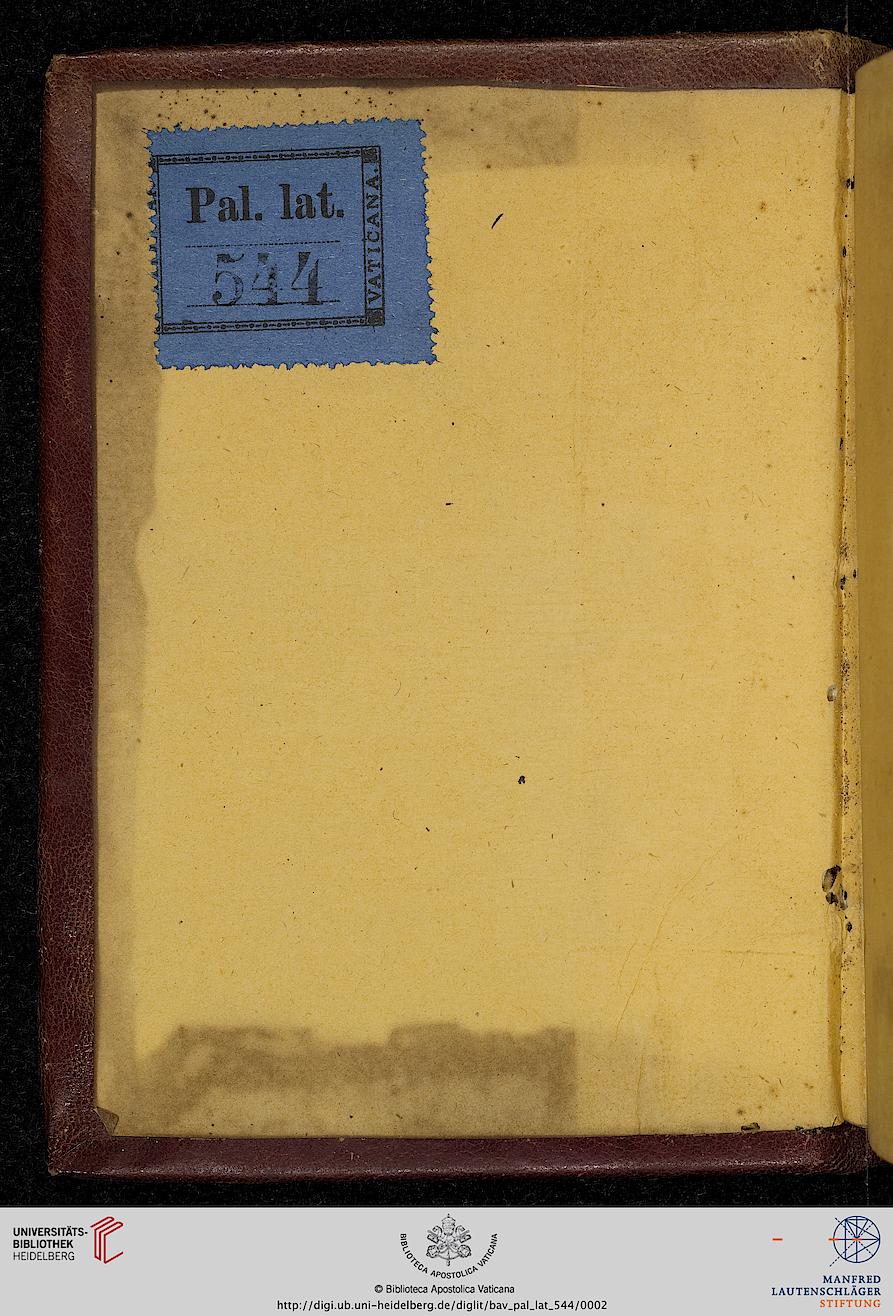 Pal. lat.
544
VATICANA.
UNIVERSITÄTS-
BIBLIOTHEK
HEIDELBERG
BIBLIOTECA APOSTOLICA VATICANA
© Biblioteca Apostolica Vaticana
http://digi.ub.uni-heidelberg.de/diglit/bav_pal_lat_544/0002
MANFRED
LAUTENSCHLÄGER
STIFTUNG